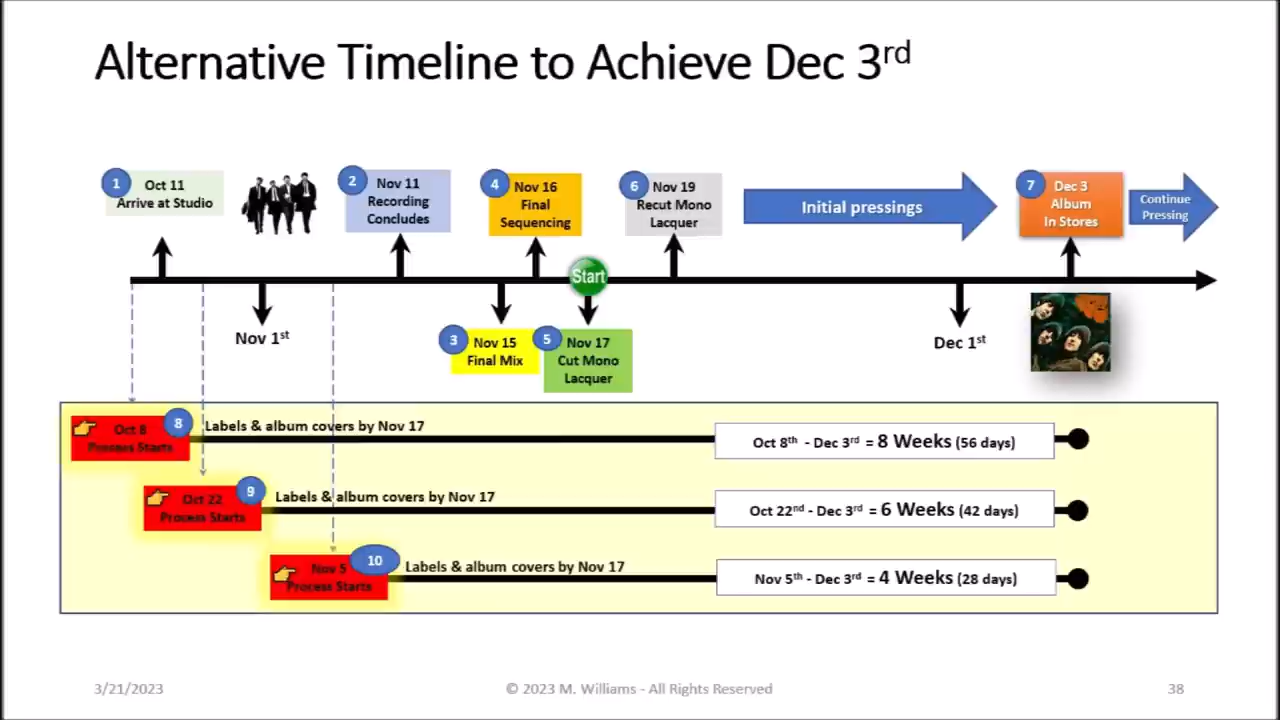 Alternative Timeline to Achieve Dec 3rd
1
Oct 11
Arrive at Studio
2
Nov 11
Recording
Concludes
4
Nov 16
Final
Sequencing
6
Nov 19
Recut Mono
Lacquer
Initial pressings
7
Dec 3
Album
In Stores
Continue
Pressing
Start
Nov 1st
3
Nov 15
Final Mix
5
Nov 17
Cut Mono
Lacquer
Dec 1st
Oct 8
Process Starts
8
Labels & album covers by Nov 17
Oct 8th - Dec 3rd = 8 Weeks (56 days)
Oct 22
Process Starts
9
Labels & album covers by Nov 17
Oct 22nd - Dec 3rd = 6 Weeks (42 days)
Nov 5
Process Starts
10
Labels & album covers by Nov 17
Nov 5th - Dec 3rd = 4 Weeks (28 days)
3/21/2023
© 2023 M. Williams - All Rights Reserved
38